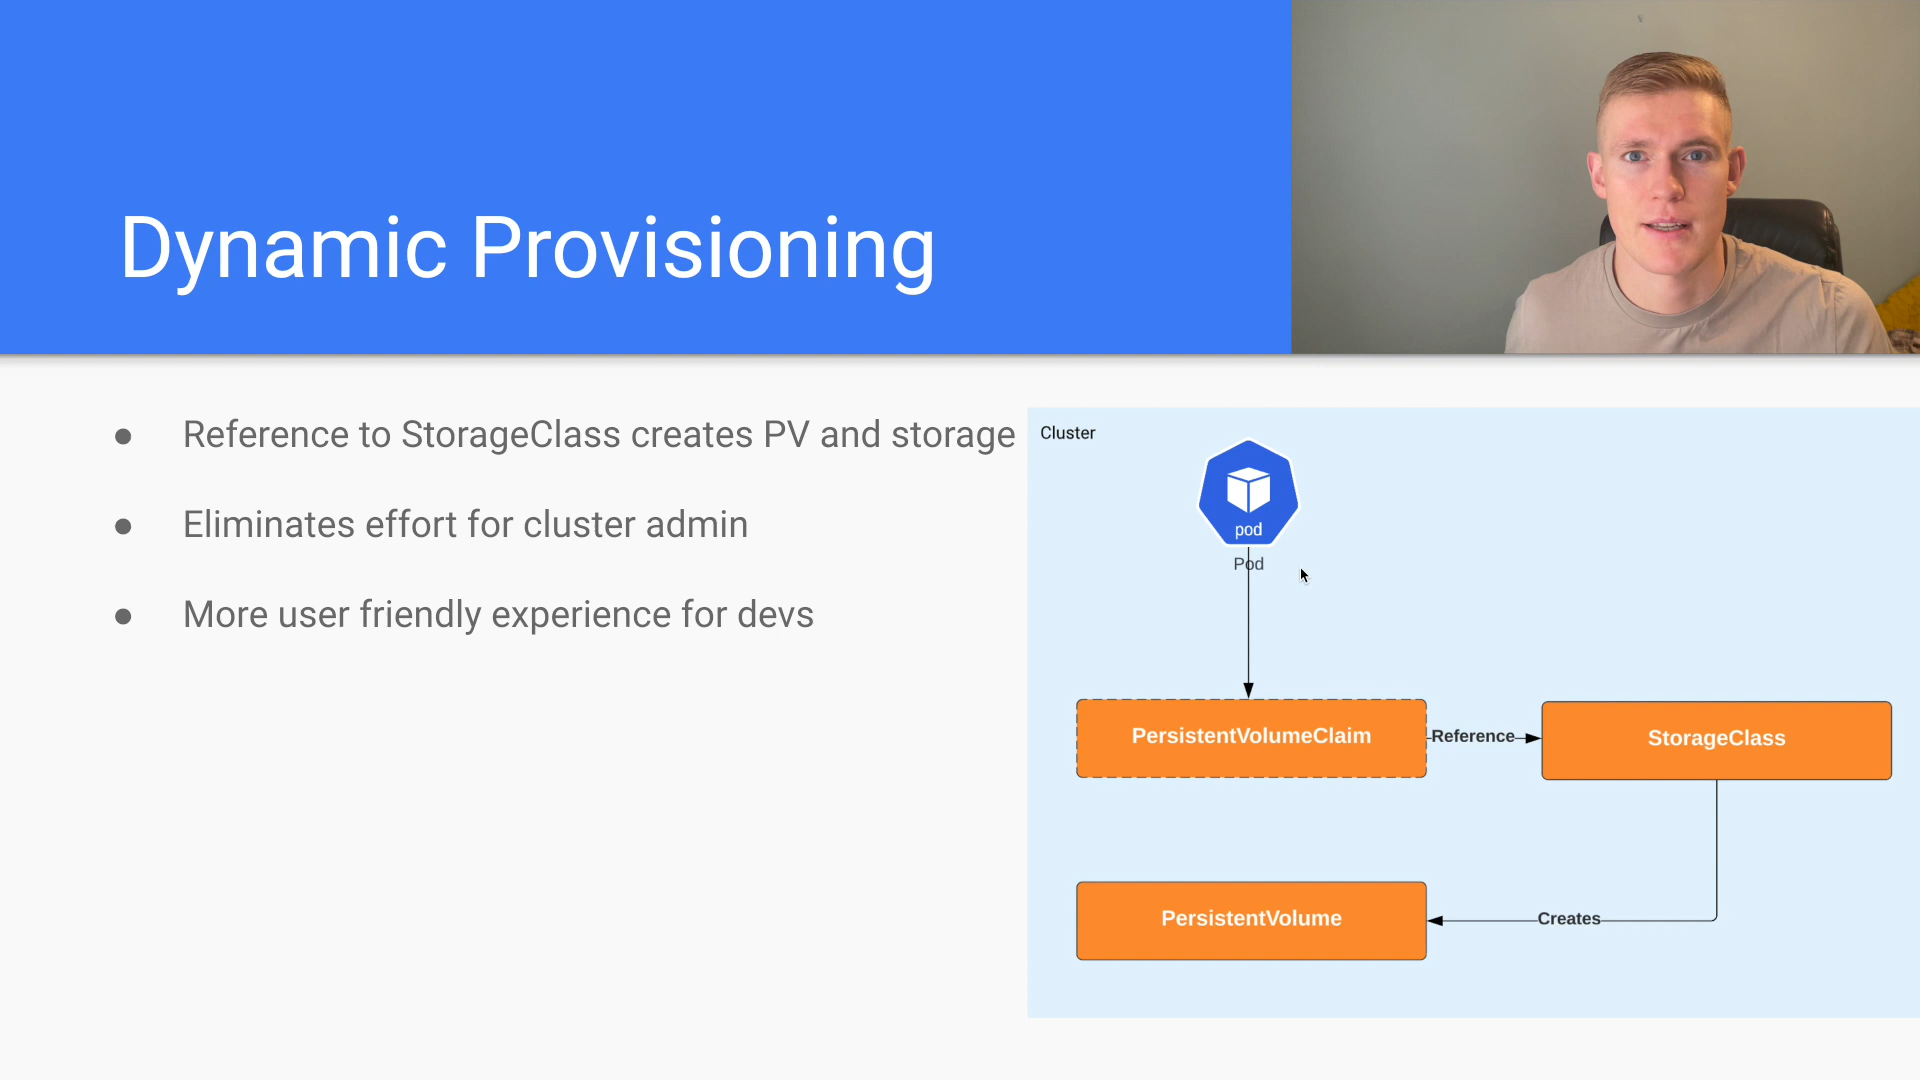 Dynamic Provisioning
Reference to StorageClass creates PV and storage
Eliminates effort for cluster admin
More user friendly experience for devs
Cluster
pod
Pod
PersistentVolumeClaim
Reference
StorageClass
PersistentVolume
Creates